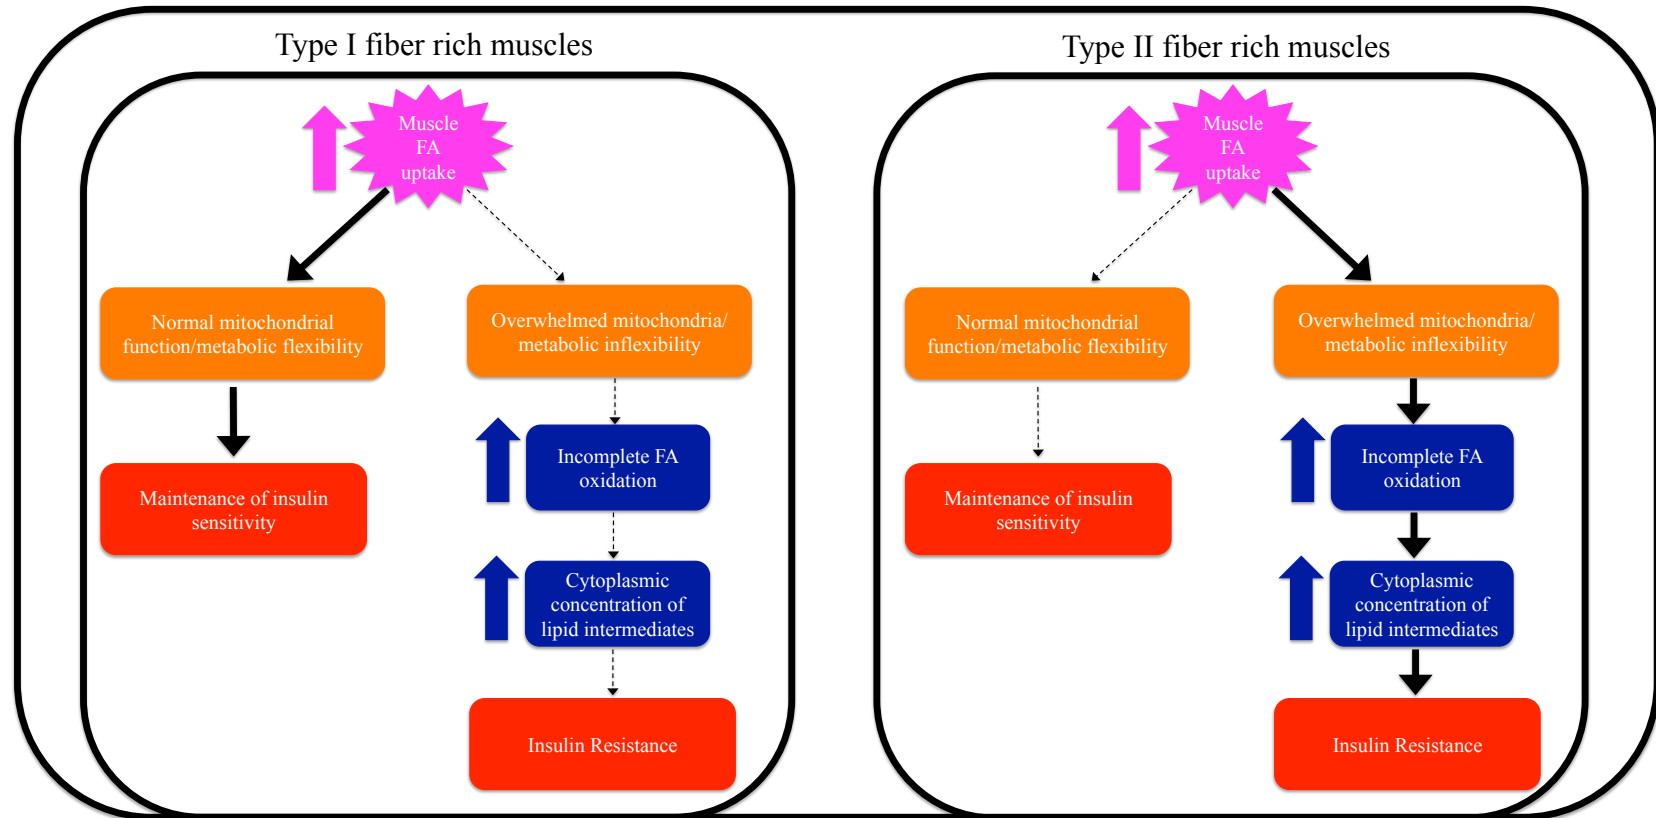 Type I fiber rich muscles
Muscle
FA
uptake
Normal mitochondrial
function/metabolic flexibility
Overwhelmed mitochondria/
metabolic inflexibility
Maintenance of insulin
sensitivity
Incomplete FA
oxidation
Cytoplasmic
concentration of
lipid intermediates
Insulin Resistance
Type II fiber rich muscles
Muscle
FA
uptake
Normal mitochondrial
function/metabolic flexibility
Overwhelmed mitochondria/
metabolic inflexibility
Maintenance of insulin
sensitivity
Incomplete FA
oxidation
Cytoplasmic
concentration of
lipid intermediates
Insulin Resistance